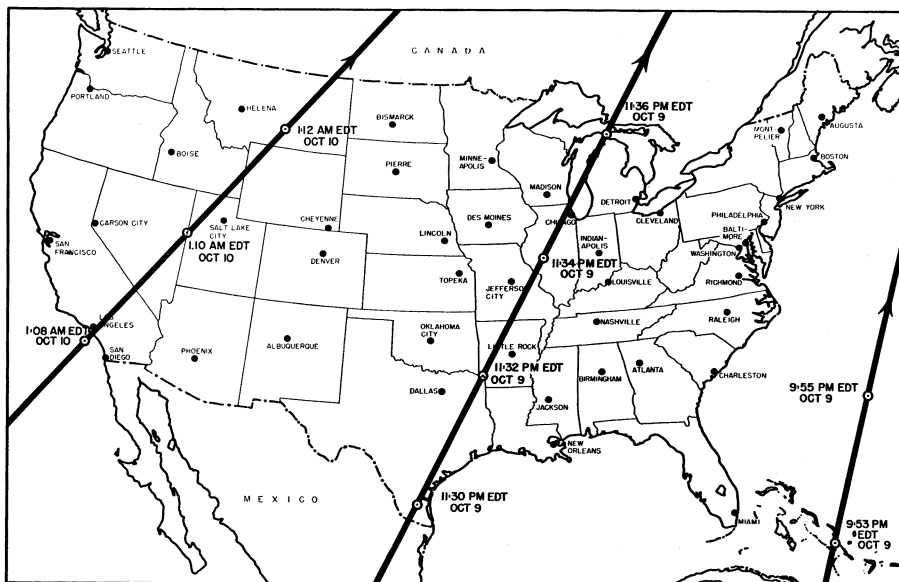 CANADA
SEATTLE
PORTLAND
HELENA
1:12 AM EDT
OCT 10
BISMARCK
11:36 PM EDT
OCT 9
AUGUSTA
MONT-
PELIER
BOSTON
BOISE
PIERRE
MINNE-
APOLIS
MADISON
DETROIT
NEW YORK
CARSON CITY
SALT LAKE
CITY
CHEYENNE
DES MOINES
CHICAGO
CLEVELAND
PHILADELPHIA
BALTI-
MORE
SAN
FRANCISCO
1:10 AM EDT
OCT 10
DENVER
LINCOLN
INDIAN-
APOLIS
WASHINGTON
11:34 PM EDT
OCT 9
TOPEKA
JEFFERSON
CITY
LOUISVILLE
RICHMOND
1:08 AM EDT
OCT 10
LOS
ANGELES
SAN
DIEGO
PHOENIX
ALBUQUERQUE
OKLAHOMA
CITY
LITTLE ROCK
NASHVILLE
RALEIGH
11:32 PM EDT
OCT 9
BIRMINGHAM
ATLANTA
CHARLESTON
9:55 PM EDT
OCT 9
DALLAS
JACKSON
NEW
ORLEANS
MEXICO
11:30 PM EDT
OCT 9
MIAMI
9:53 PM
EDT
OCT 9